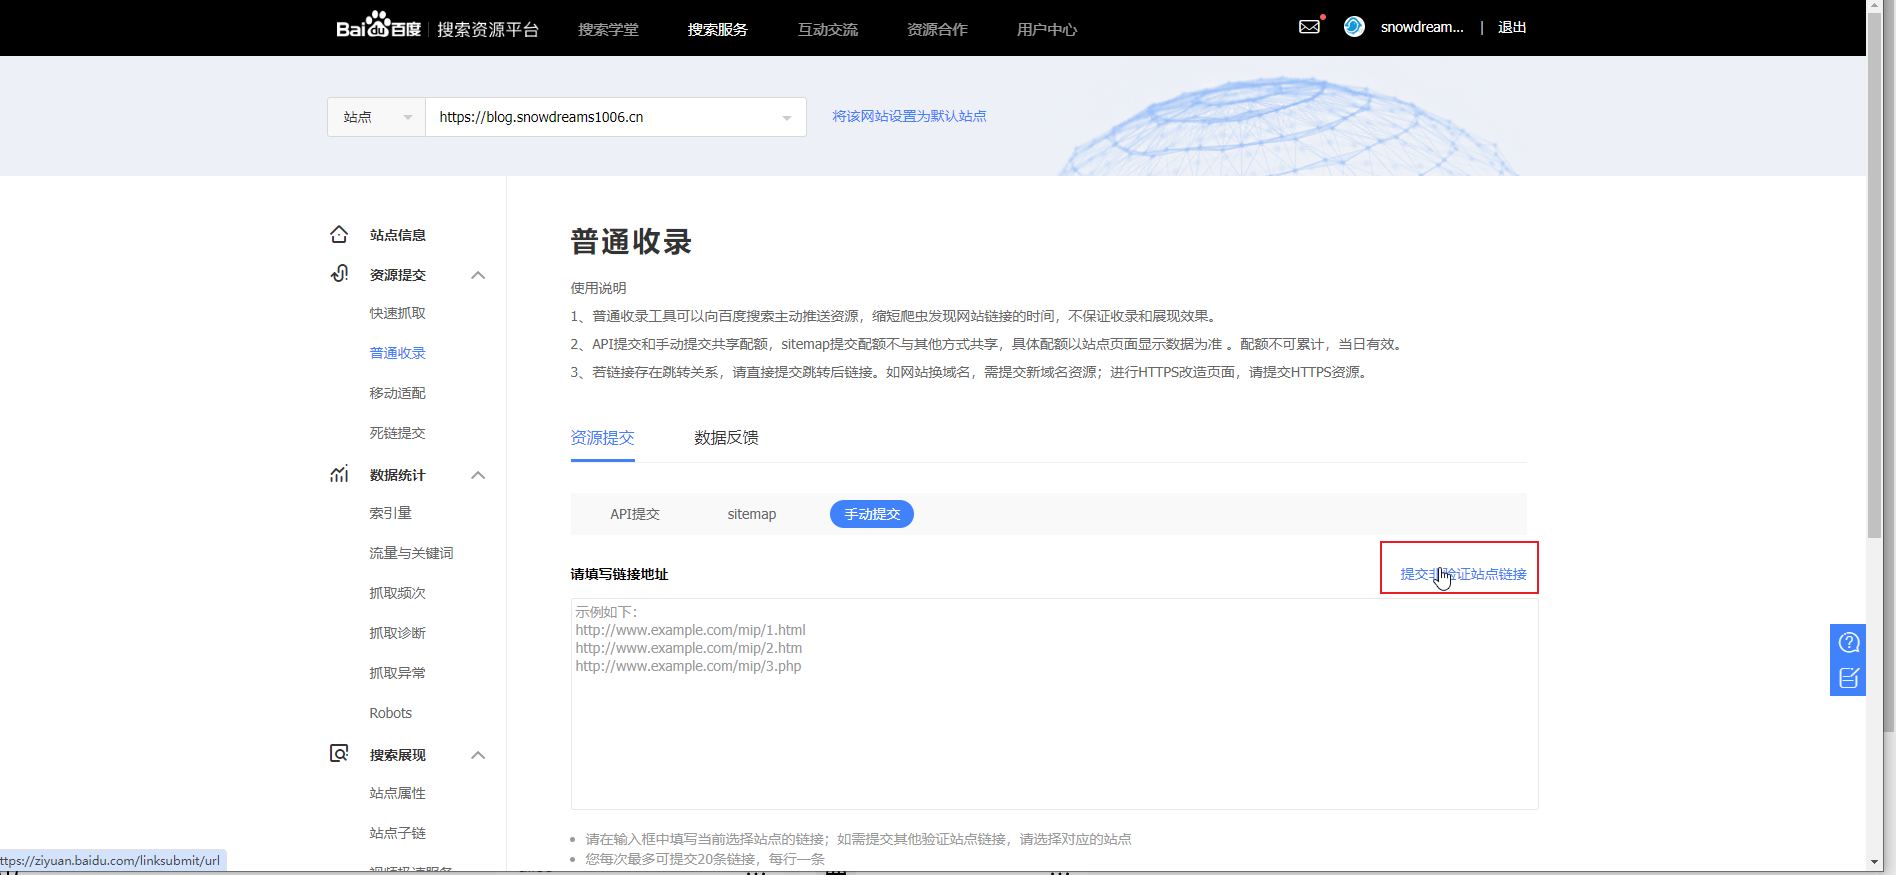 Baidu百度 | 搜索资源平台 搜索学堂 搜索服务 互动交流 资源合作 用户中心 snowdream... | 退出
站点 https://blog.snowdreams1006.cn 将该网站设置为默认站点
站点信息
资源提交
快速抓取
普通收录
移动适配
死链提交
数据统计
索引量
流量与关键词
抓取频次
抓取诊断
抓取异常
Robots
搜索展现
站点属性
站点子链
普通收录
使用说明
1、普通收录工具可以向百度搜索主动推送资源，缩短爬虫发现网站链接的时间，不保证收录和展现效果。
2、API提交和手动提交共享配额，sitemap提交配额不与其他方式共享，具体配额以站点页面显示数据为准 。配额不可累计，当日有效。
3、若链接存在跳转关系，请直接提交跳转后链接。如网站换域名，需提交新域名资源；进行HTTPS改造页面，请提交HTTPS资源。
资源提交 数据反馈
API提交 sitemap 手动提交
请填写链接地址 提交非验证站点链接
示例如下：
http://www.example.com/mip/1.html
http://www.example.com/mip/2.htm
http://www.example.com/mip/3.php
请在输入框中填写当前选择站点的链接；如需提交其他验证站点链接，请选择对应的站点
您每次最多可提交20条链接，每行一条
ttps://ziyuan.baidu.com/linksubmit/url